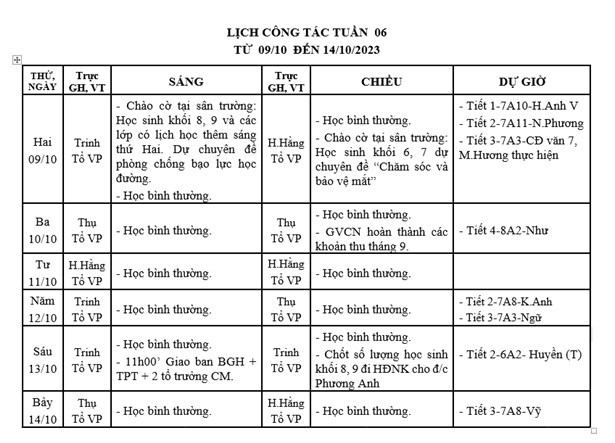 LỊCH CÔNG TÁC TUẦN 06
TỪ 09/10 ĐẾN 14/10/2023
THỨ, NGÀY
Trực GH, VT
SÁNG
Trực GH, VT
CHIỀU
DỰ GIỜ
Hai
09/10
Trinh
Tổ VP
- Chào cờ tại sân trường:
Học sinh khối 8, 9 và các
lớp có lịch học thêm sáng
thứ Hai. Dự chuyên đề
phòng chống bạo lực học
đường.
- Học bình thường.
H.Hằng
Tổ VP
- Học bình thường.
- Chào cờ tại sân trường:
Học sinh khối 6, 7 dự
chuyên đề “Chăm sóc và
bảo vệ mắt”
- Tiết 1-7A10-H.Anh V
- Tiết 2-7A11-N.Phương
- Tiết 3-7A3-CĐ văn 7,
M.Hương thực hiện
Ba
10/10
Thụ
Tổ VP
- Học bình thường.
Thụ
Tổ VP
- Học bình thường.
- GVCN hoàn thành các
khoản thu tháng 9.
- Tiết 4-8A2-Như
Tư
11/10
H.Hằng
Tổ VP
- Học bình thường.
H.Hằng
Tổ VP
- Học bình thường.
Năm
12/10
Trinh
Tổ VP
- Học bình thường.
Thụ
Tổ VP
- Học bình thường.
- Tiết 2-7A8-K.Anh
- Tiết 3-7A3-Ngữ
Sáu
13/10
Trinh
Tổ VP
- Học bình thường.
- 11h00’ Giao ban BGH +
TPT + 2 tổ trưởng CM.
Trinh
Tổ VP
- Học bình thường.
- Chốt số lượng học sinh
khối 8, 9 đi HĐNK cho đ/c
Phương Anh
- Tiết 2-6A2- Huyền (T)
Bảy
14/10
Thụ
Tổ VP
- Học bình thường.
H.Hằng
Tổ VP
- Học bình thường.
- Tiết 3-7A8-Vỹ